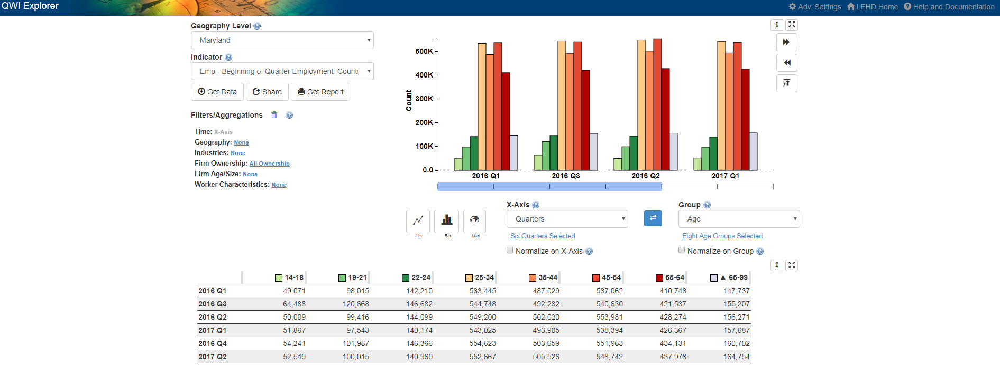 QWI Explorer
Adv. Settings LEHD Home Help and Documentation
Geography Level
Maryland
Indicator
Emp - Beginning of Quarter Employment: Counts
Get Data Share Get Report
Filters/Aggregations
Time: X-Axis
Geography: None
Industries: None
Firm Ownership: All Ownership
Firm Age/Size: None
Worker Characteristics: None
Count
500K
400K
300K
200K
100K
0.0
2016 Q1 2016 Q3 2016 Q2 2017 Q1
Line Bar Map
X-Axis
Quarters
Six Quarters Selected
Normalize on X-Axis
Group
Age
Eight Age Groups Selected
Normalize on Group
14-18 19-21 22-24 25-34 35-44 45-54 55-64 ▲ 65-99
2016 Q1 49,071 98,015 142,210 533,445 487,029 537,062 410,748 147,737
2016 Q3 64,488 120,668 146,682 544,748 492,282 540,630 421,537 155,207
2016 Q2 50,009 99,416 144,099 549,200 502,020 553,981 428,274 156,271
2017 Q1 51,867 97,543 140,174 543,025 493,905 538,394 426,367 157,687
2016 Q4 54,241 101,987 146,366 554,623 503,659 551,963 434,131 160,702
2017 Q2 52,549 100,015 140,960 552,667 505,526 548,742 437,978 164,754